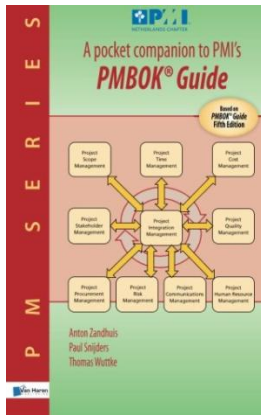 PM SERIES
PMI
NETHERLANDS CHAPTER
A pocket companion to PMI's
PMBOK® Guide
Based on
PMBOK® Guide
Fifth Edition
Project
Scope
Management
Project
Time
Management
Project
Cost
Management
Project
Stakeholder
Management
Project
Integration
Management
Project
Quality
Management
Project
Procurement
Management
Project
Risk
Management
Project
Communications
Management
Project
Human Resource
Management
Anton Zandhuis
Paul Snijders
Thomas Wuttke
Van Haren